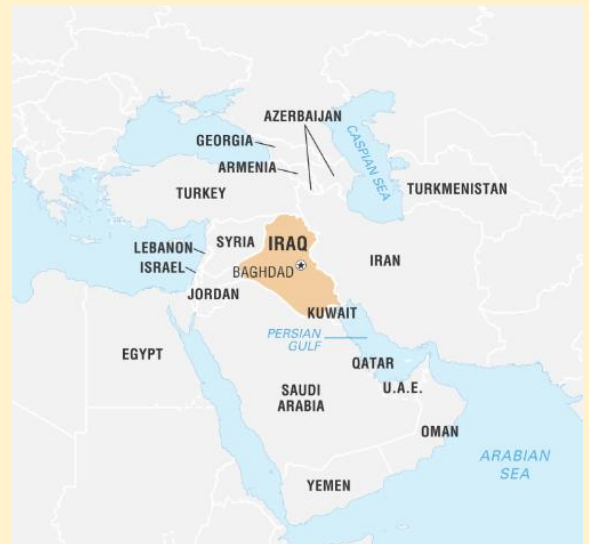 AZERBAIJAN
GEORGIA
CASPIAN SEA
ARMENIA
TURKEY
TURKMENISTAN
SYRIA
IRAQ
LEBANON
ISRAEL
BAGHDAD
IRAN
JORDAN
KUWAIT
PERSIAN
GULF
EGYPT
QATAR
SAUDI
ARABIA
U.A.E.
OMAN
ARABIAN
SEA
YEMEN